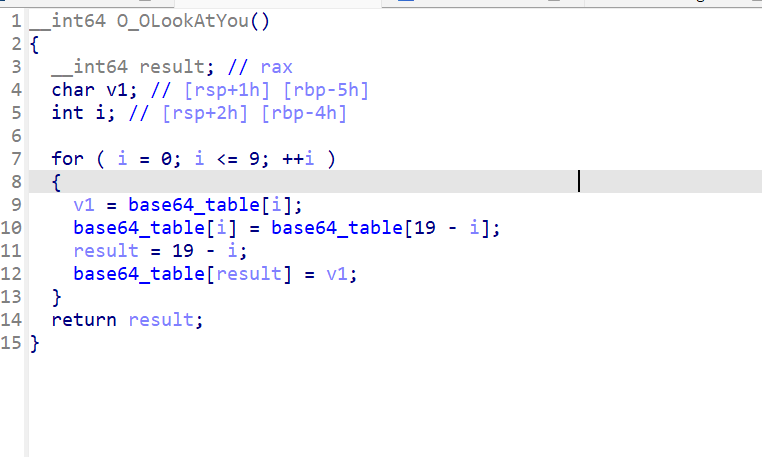 1 __int64 O_OLookAtYou()
2 {
3   __int64 result; // rax
4   char v1; // [rsp+1h] [rbp-5h]
5   int i; // [rsp+2h] [rbp-4h]
6
7   for ( i = 0; i <= 9; ++i )
8   {
9     v1 = base64_table[i];
10     base64_table[i] = base64_table[19 - i];
11     result = 19 - i;
12     base64_table[result] = v1;
13   }
14   return result;
15 }